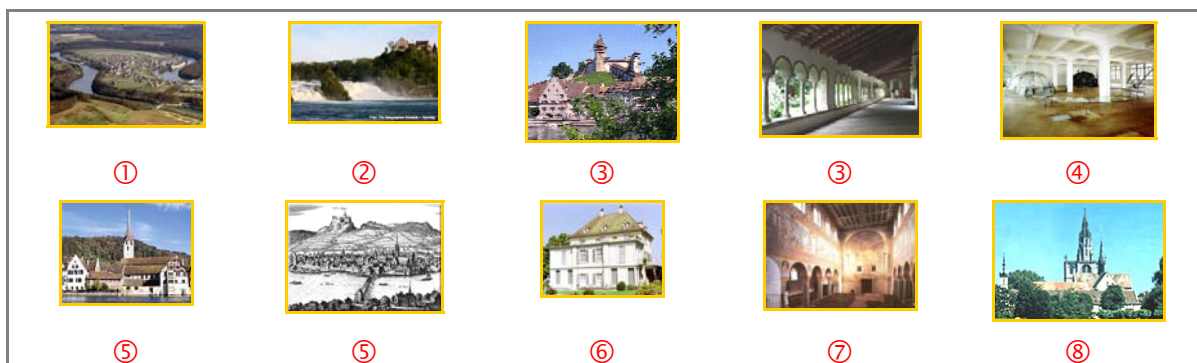 ① ② ③ ③ ④
⑤ ⑤ ⑥ ⑦ ⑧